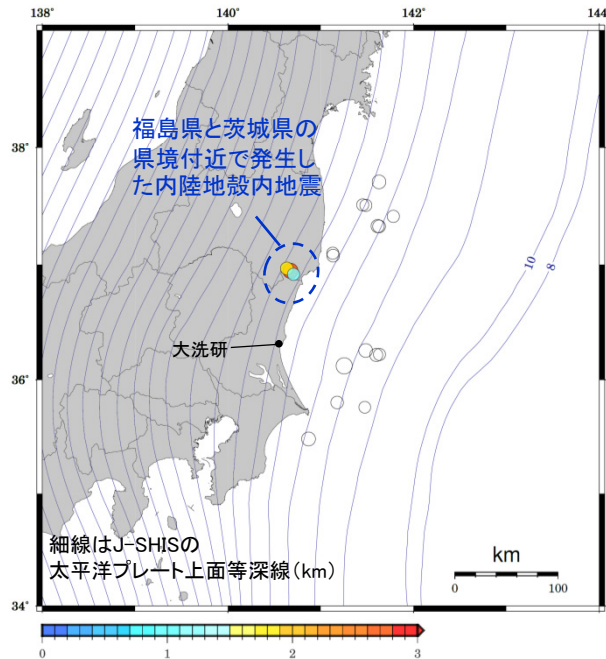 138° 140° 142° 144°
福島県と茨城県の
県境付近で発生し
た内陸地殻内地震
38°
10
8
大洗研
36°
細線はJ-SHISの
太平洋プレート上面等深線(km)
km
0 100
34°
0 1 2 3